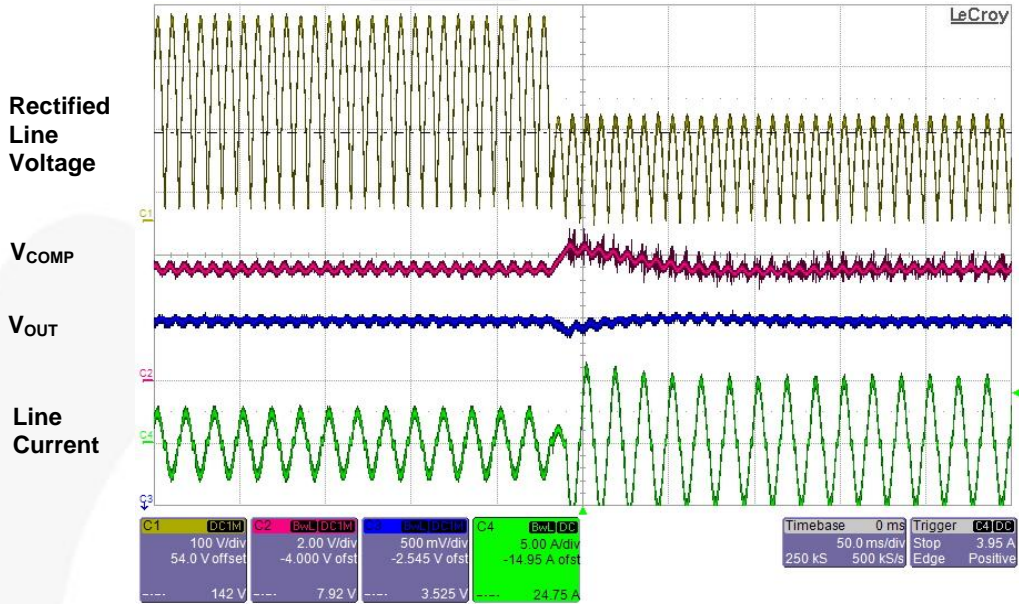 LeCroy
Rectified
Line
Voltage
C1
VCOMP
VOUT
C2
Line
Current
C4
C3
C1 DC1M
100 V/div
54.0 V offset
142 V
C2 BwL DC1M
2.00 V/div
-4.000 V ofst
7.92 V
C3 BwL DC1M
500 mV/div
-2.545 V ofst
3.525 V
C4 BwL DC
5.00 A/div
-14.95 A ofst
24.75 A
Timebase 0 ms
50.0 ms/div
250 kS 500 kS/s
Trigger C4 DC
Stop 3.95 A
Edge Positive